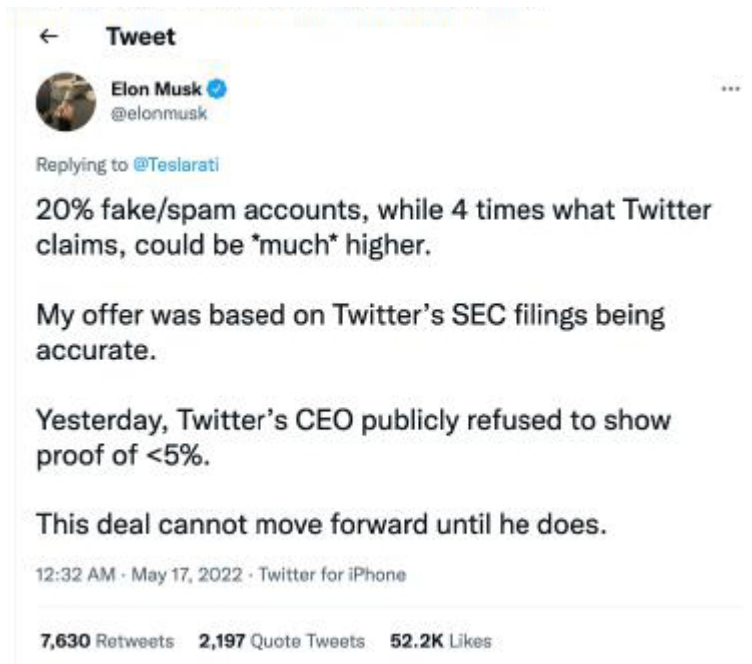 ← Tweet
Elon Musk
@elonmusk
...
Replying to @Teslarati
20% fake/spam accounts, while 4 times what Twitter
claims, could be *much* higher.
My offer was based on Twitter’s SEC filings being
accurate.
Yesterday, Twitter’s CEO publicly refused to show
proof of <5%.
This deal cannot move forward until he does.
12:32 AM · May 17, 2022 · Twitter for iPhone
7,630 Retweets 2,197 Quote Tweets 52.2K Likes